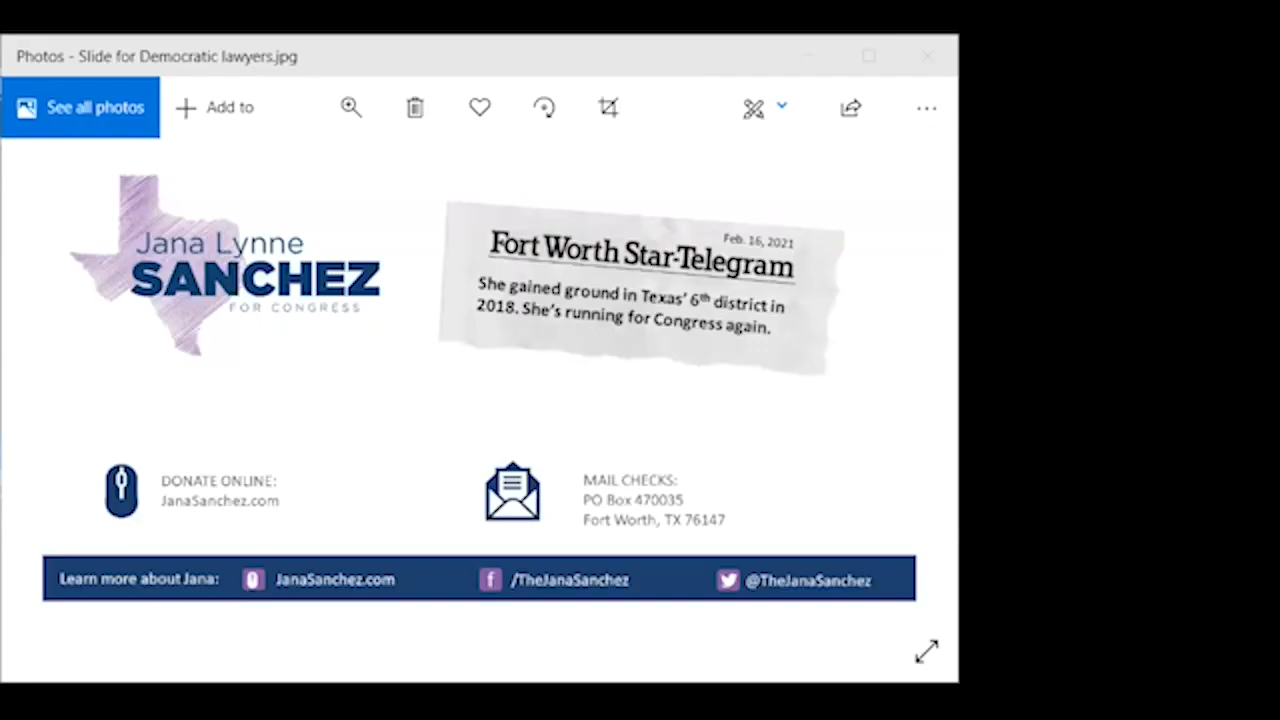 Photos - Slide for Democratic lawyers.jpg
See all photos
Add to
Jana Lynne
SANCHEZ
FOR CONGRESS
Feb. 16, 2021
Fort Worth Star-Telegram
She gained ground in Texas' 6th district in
2018. She's running for Congress again.
DONATE ONLINE:
JanaSanchez.com
MAIL CHECKS:
PO Box 470035
Fort Worth, TX 76147
Learn more about Jana: JanaSanchez.com /TheJanaSanchez @TheJanaSanchez